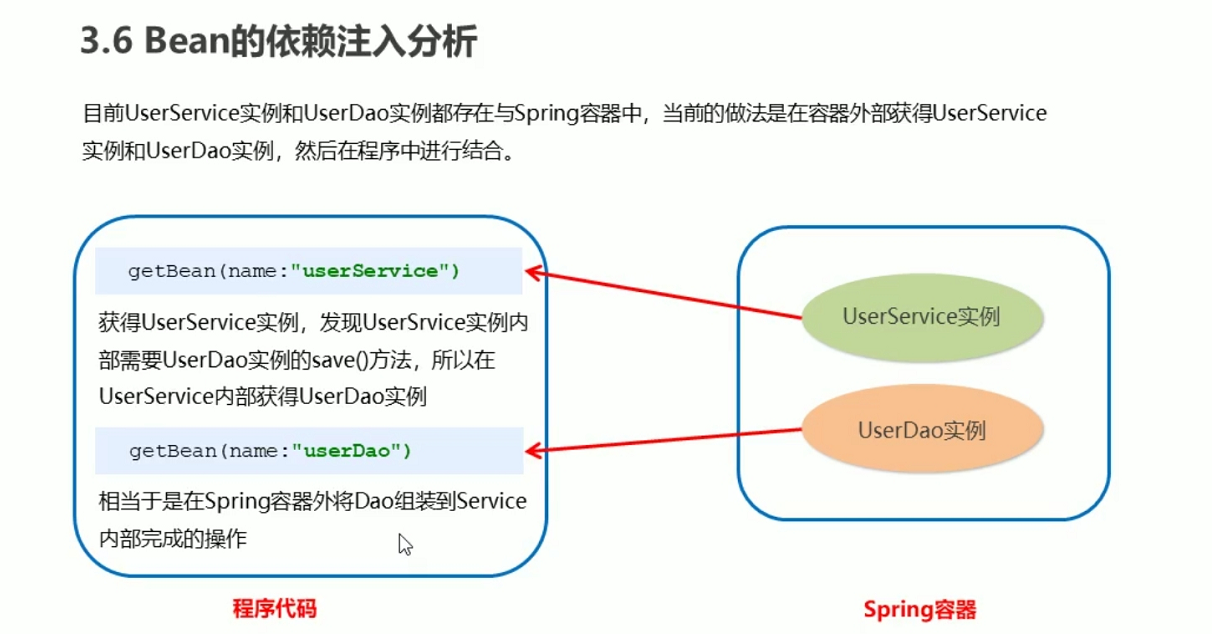 3.6 Bean的依赖注入分析
目前UserService实例和UserDao实例都存在与Spring容器中，当前的做法是在容器外部获得UserService
实例和UserDao实例，然后在程序中进行结合。
getBean(name:"userService")
获得UserService实例，发现UserSrvice实例内
部需要UserDao实例的save()方法，所以在
UserService内部获得UserDao实例
getBean(name:"userDao")
相当于是在Spring容器外将Dao组装到Service
内部完成的操作
程序代码
UserService实例
UserDao实例
Spring容器